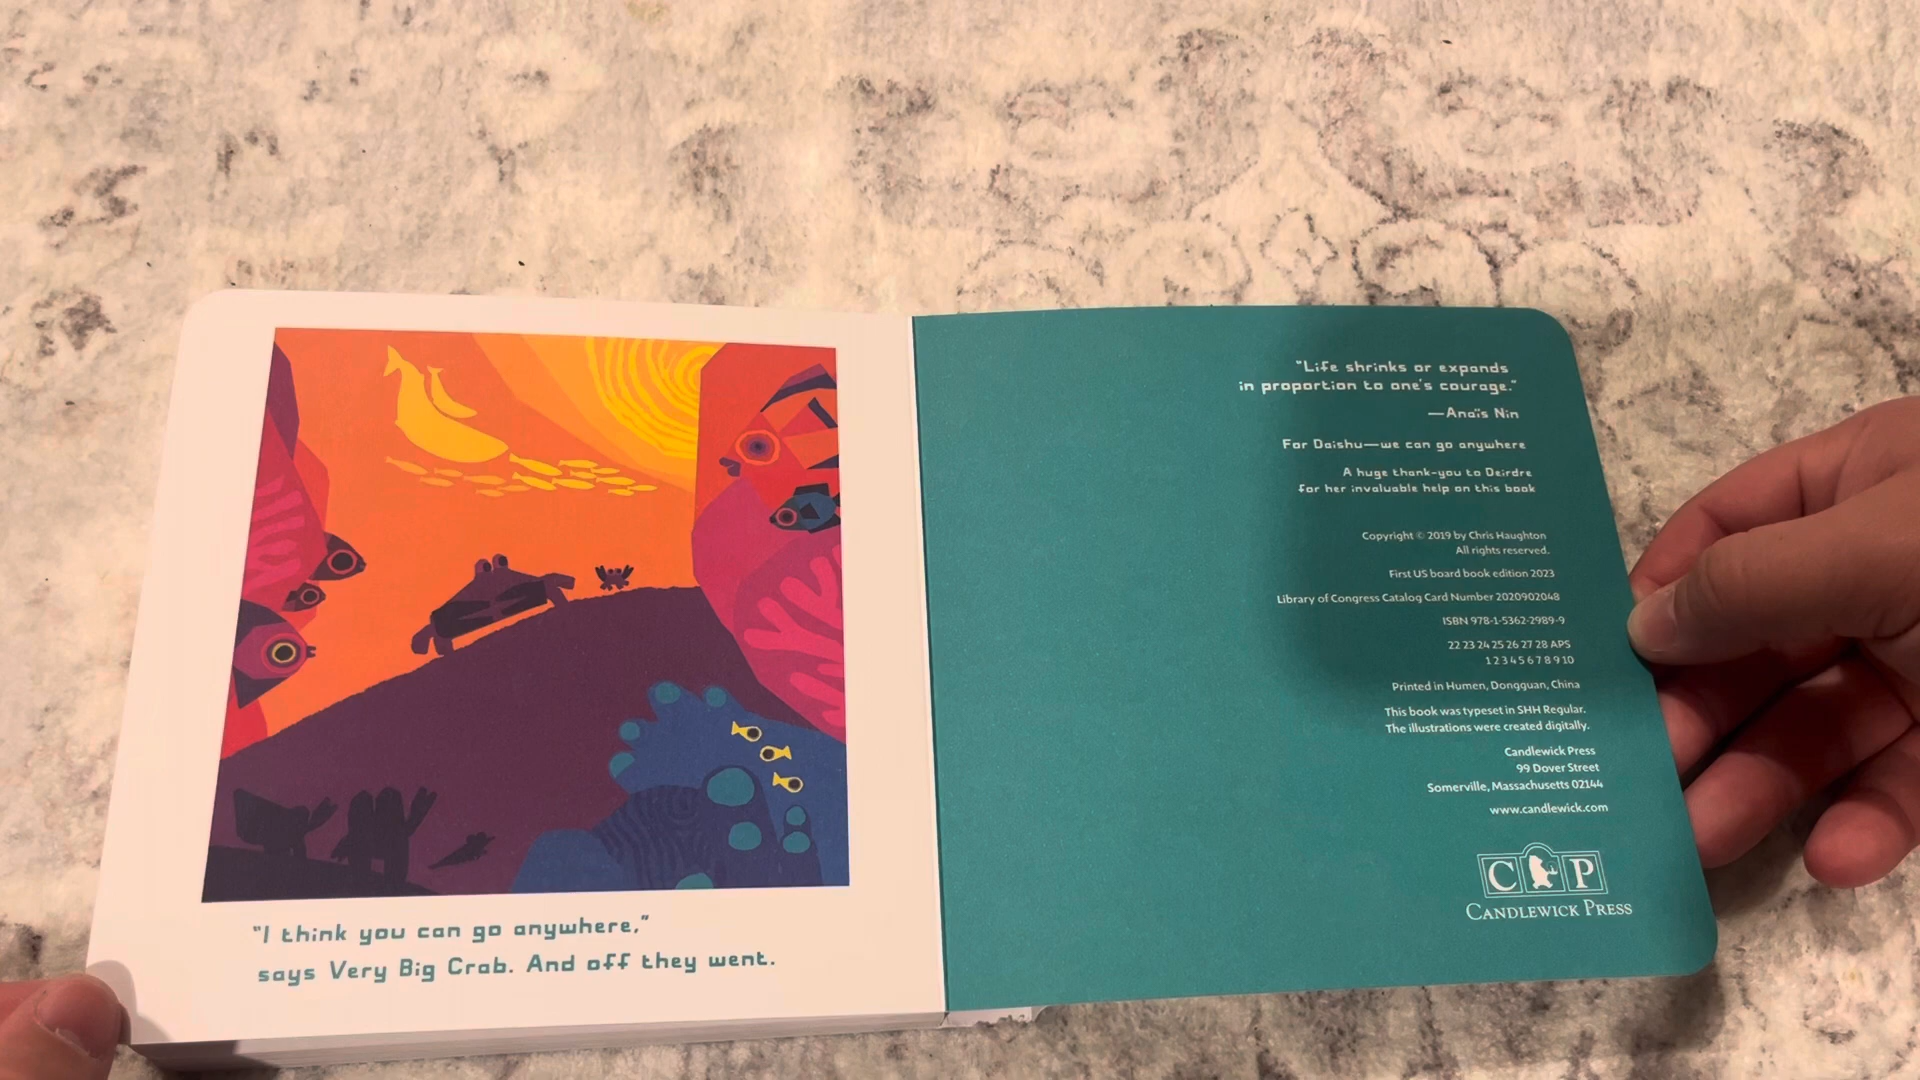 "I think you can go anywhere,"
says Very Big Crab. And off they went.
"Life shrinks or expands
in proportion to one's courage."
—Anaïs Nin
For Daishu—we can go anywhere
A huge thank-you to Deirdre
for her invaluable help on this book
Copyright © 2019 by Chris Haughton
All rights reserved.
First US board book edition 2023
Library of Congress Catalog Card Number 2020902048
ISBN 978-1-5362-2989-9
22 23 24 25 26 27 28 APS
1 2 3 4 5 6 7 8 9 10
Printed in Humen, Dongguan, China
This book was typeset in SHH Regular.
The illustrations were created digitally.
Candlewick Press
99 Dover Street
Somerville, Massachusetts 02144
www.candlewick.com
C P
CANDLEWICK PRESS